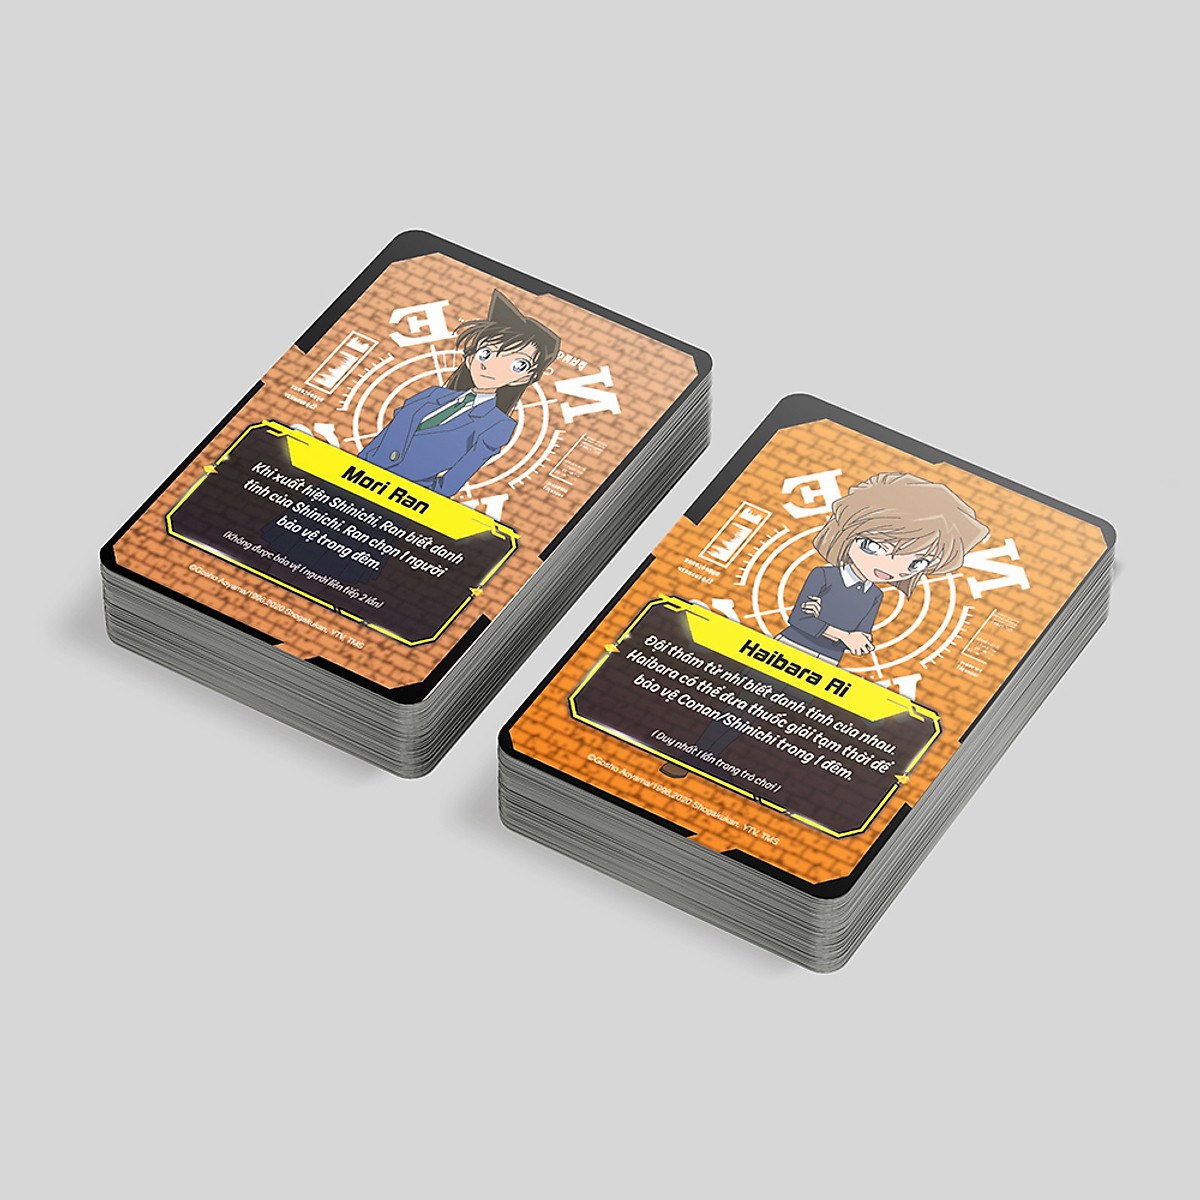 Mori Ran
Khi xuất hiện Shinichi, Ran biết danh
tính của Shinichi. Ran chọn 1 người
bảo vệ trong đêm.
(Không được bảo vệ 1 người liên tiếp 2 lần)
©Gosho Aoyama/1996,2020 Shogakukan, YTV, TMS
Haibara Ai
Đội thám tử nhí biết danh tính của nhau.
Haibara có thể đưa thuốc giải tạm thời để
bảo vệ Conan/Shinichi trong 1 đêm.
( Duy nhất 1 lần trong trò chơi )
©Gosho Aoyama/1996,2020 Shogakukan, YTV, TMS